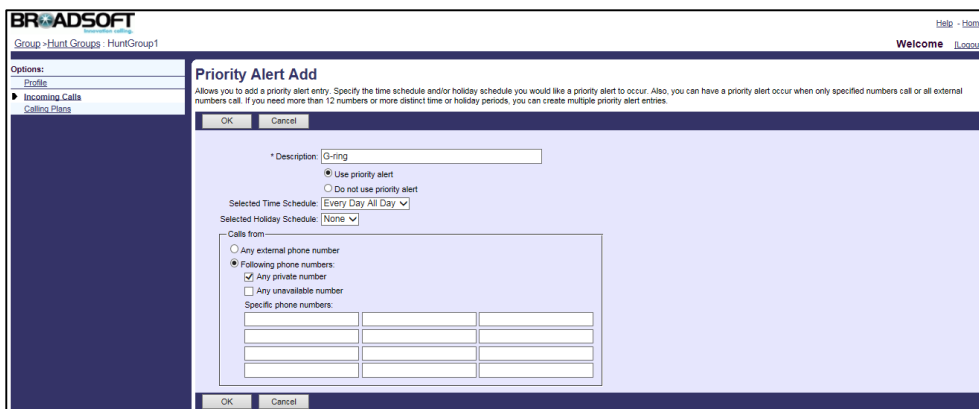 BROADSOFT
innovation calling.
Help - Hom
Group >Hunt Groups : HuntGroup1
Welcome [Logou
Options:
Profile
Incoming Calls
Calling Plans
Priority Alert Add
Allows you to add a priority alert entry. Specify the time schedule and/or holiday schedule you would like a priority alert to occur. Also, you can have a priority alert occur when only specified numbers call or all external
numbers call. If you need more than 12 numbers or more distinct time or holiday periods, you can create multiple priority alert entries.
OK Cancel
* Description: G-ring
Use priority alert
Do not use priority alert
Selected Time Schedule: Every Day All Day
Selected Holiday Schedule: None
Calls from
Any external phone number
Following phone numbers:
Any private number
Any unavailable number
Specific phone numbers:
OK Cancel